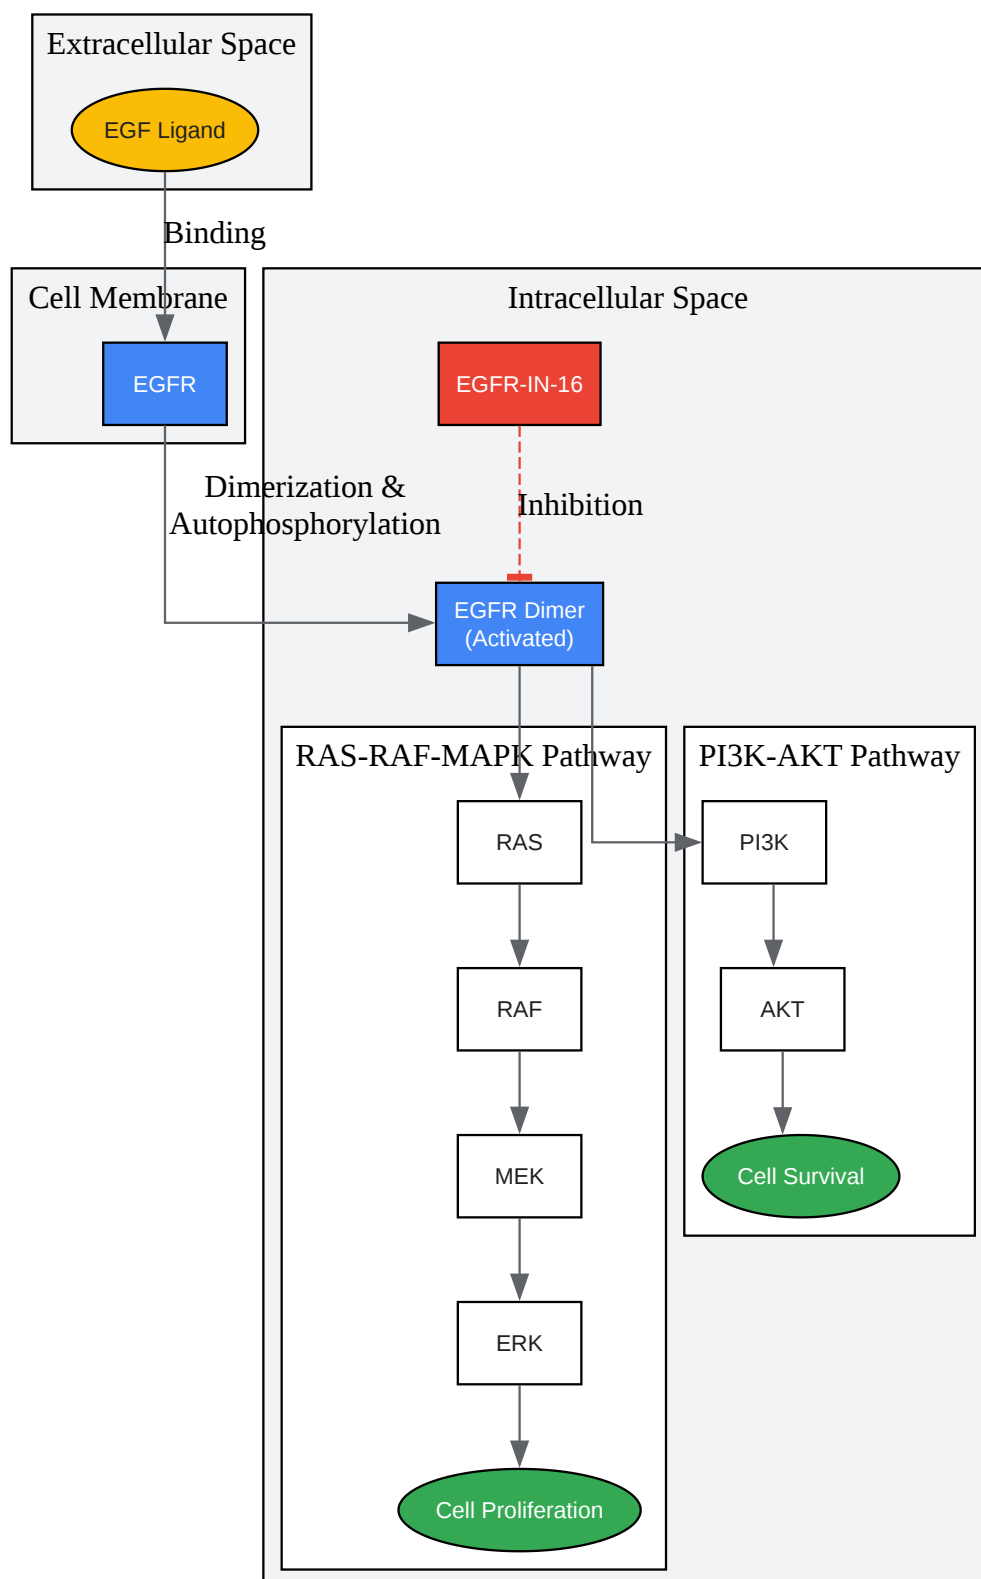 Extracellular Space
EGF Ligand
Binding
Cell Membrane
EGFR
Intracellular Space
EGFR-IN-16
Dimerization &
Autophosphorylation
Inhibition
EGFR Dimer
(Activated)
RAS-RAF-MAPK Pathway
RAS
RAF
MEK
ERK
Cell Proliferation
PI3K-AKT Pathway
PI3K
AKT
Cell Survival